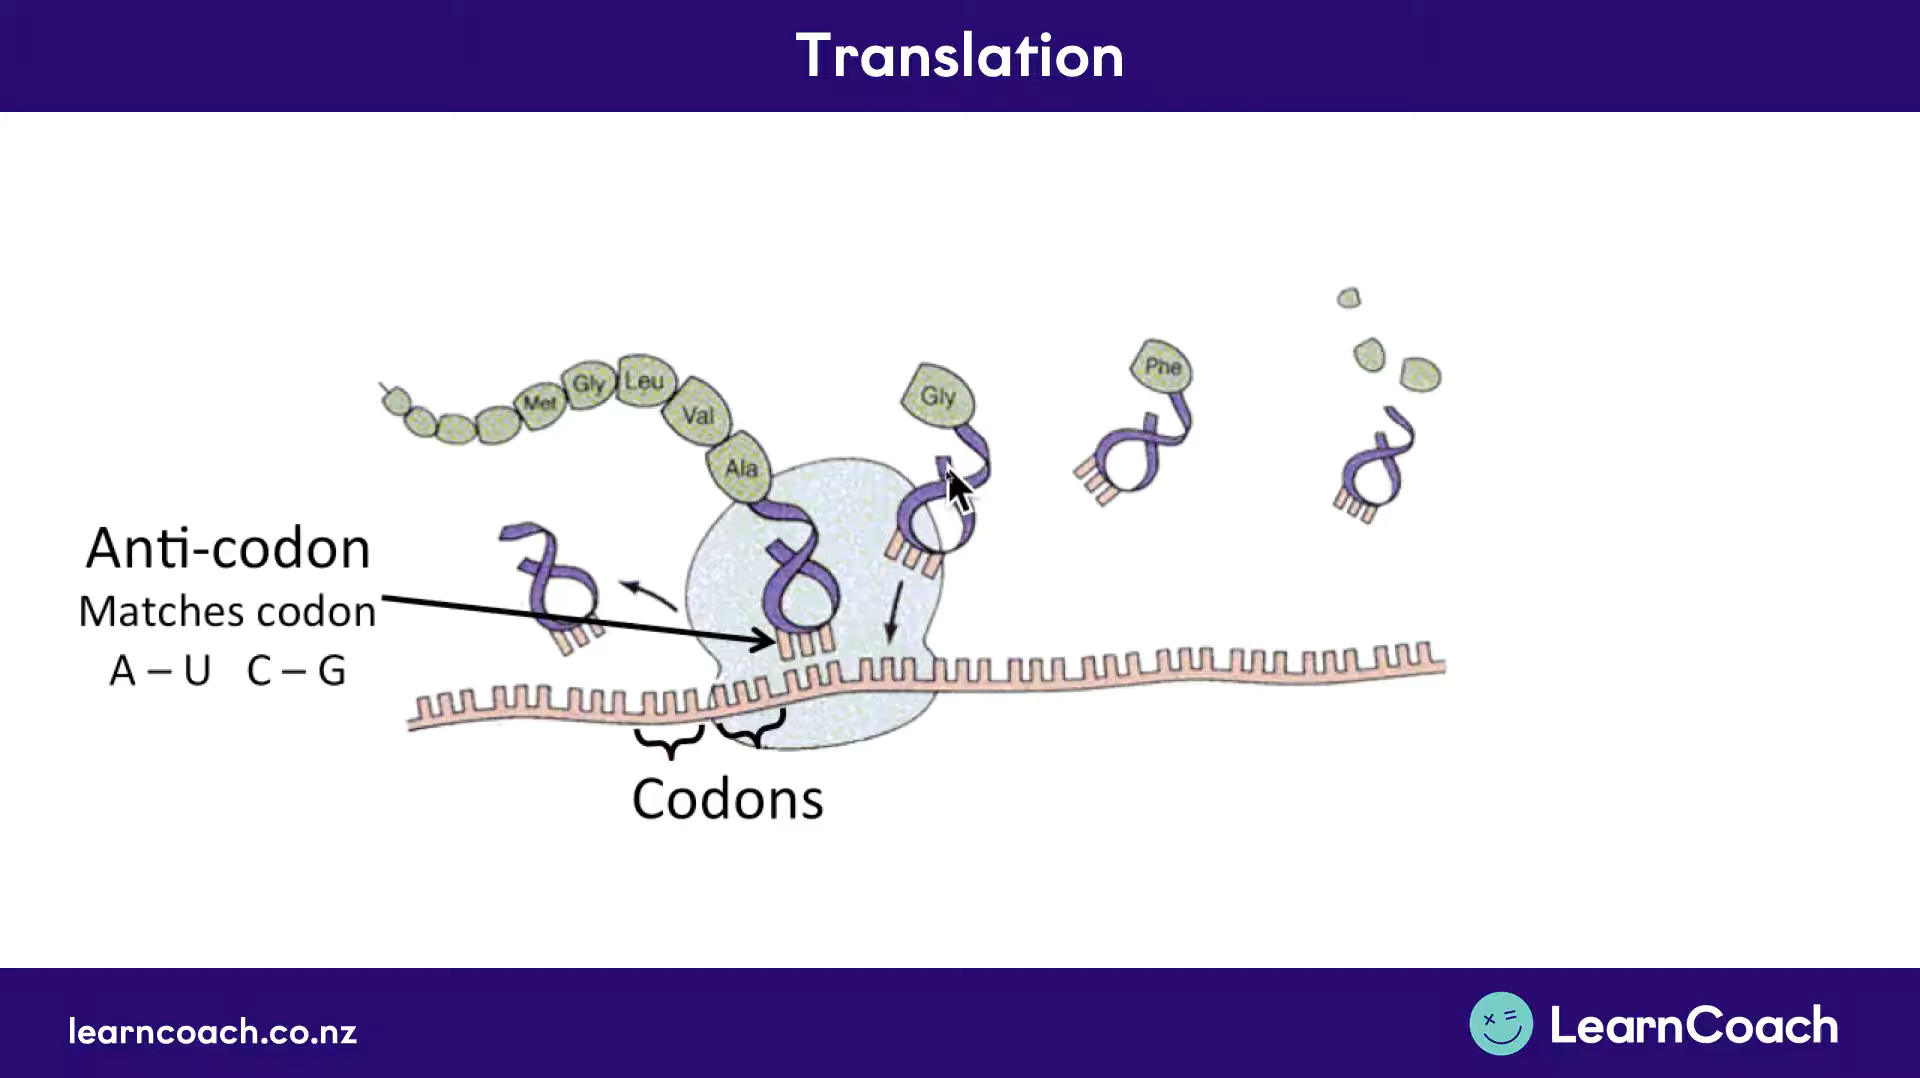 Translation
Met
Gly
Leu
Val
Ala
Gly
Phe
Anti-codon
Matches codon
A – U C – G
Codons
learncoach.co.nz
LearnCoach